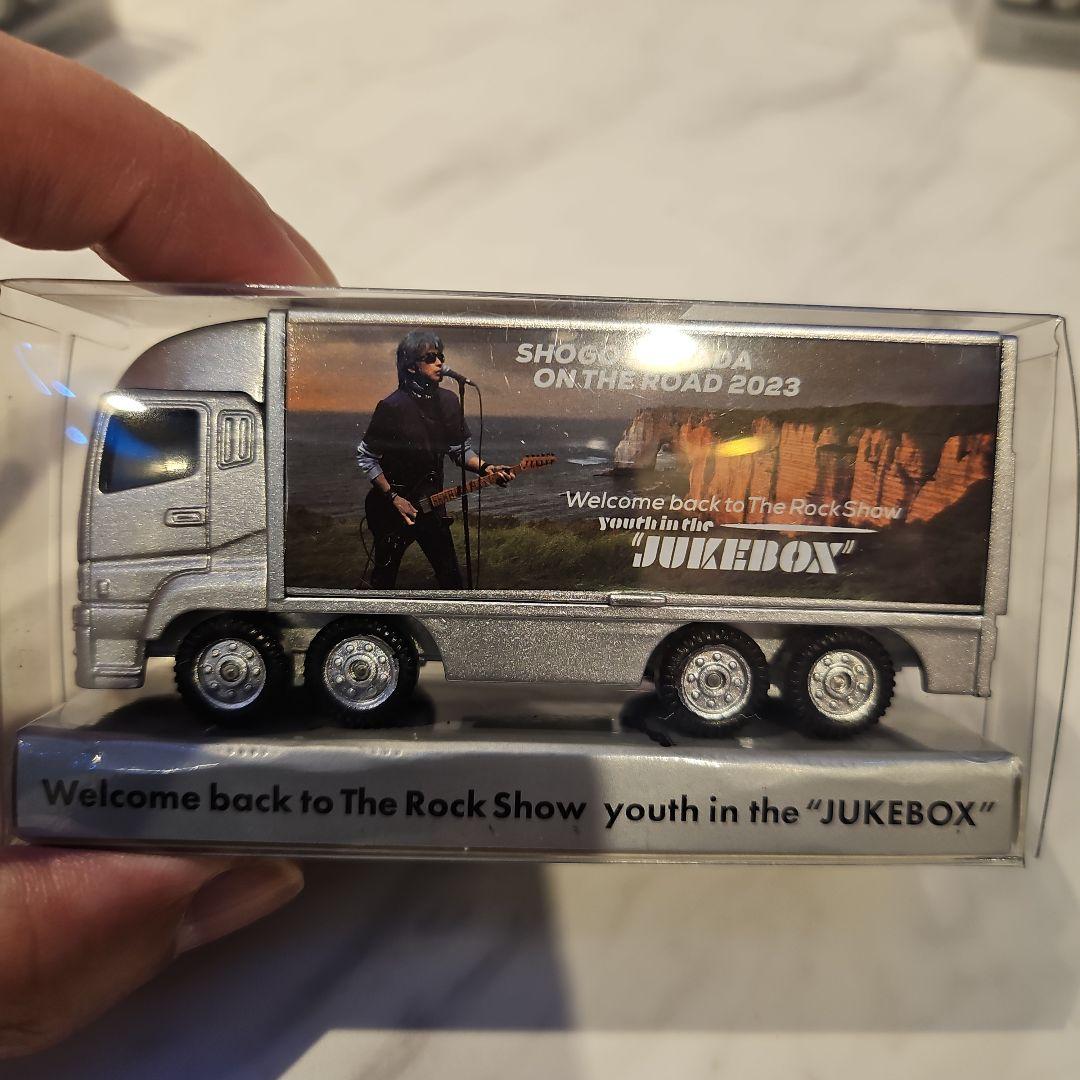 SHOGO
ON THE ROAD 2023
Welcome back to The Rock Show
youth in the
"JUKEBOX"
Welcome back to The Rock Show youth in the “JUKEBOX”